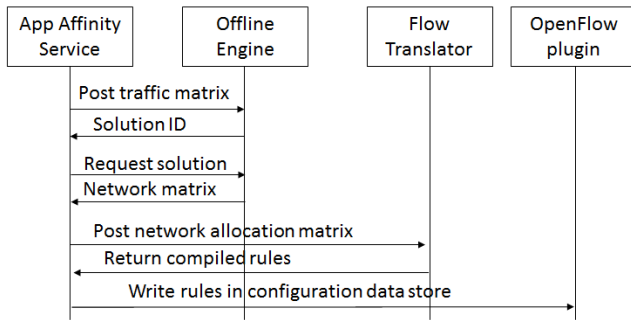 App Affinity
Service
Offline
Engine
Flow
Translator
OpenFlow
plugin
Post traffic matrix
Solution ID
Request solution
Network matrix
Post network allocation matrix
Return compiled rules
Write rules in configuration data store